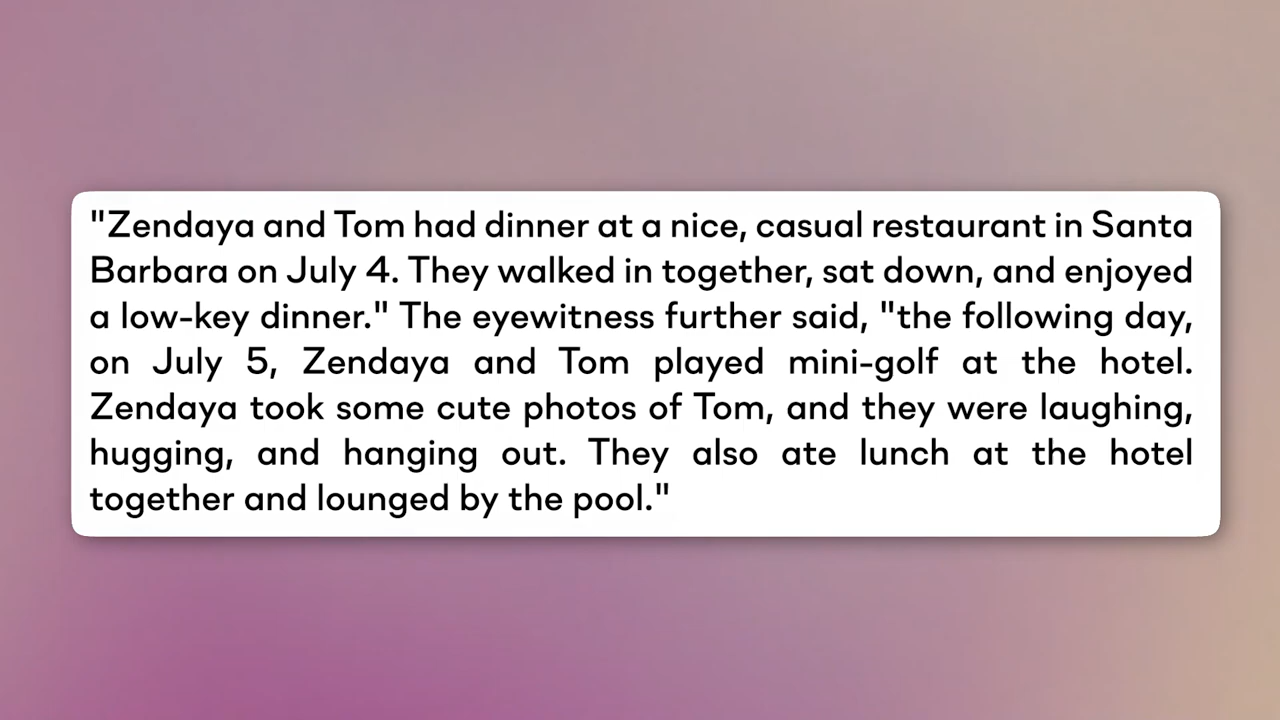 "Zendaya and Tom had dinner at a nice, casual restaurant in Santa
Barbara on July 4. They walked in together, sat down, and enjoyed
a low-key dinner." The eyewitness further said, "the following day,
on July 5, Zendaya and Tom played mini-golf at the hotel.
Zendaya took some cute photos of Tom, and they were laughing,
hugging, and hanging out. They also ate lunch at the hotel
together and lounged by the pool."